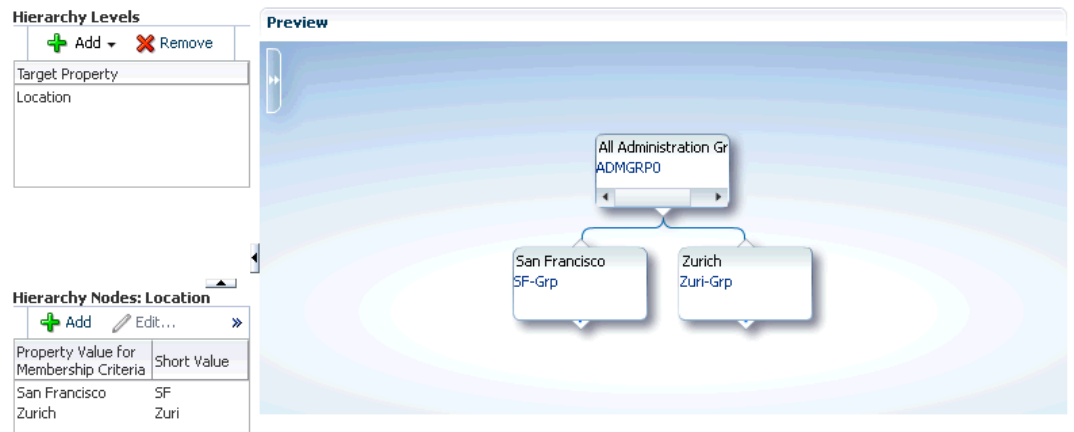 Hierarchy Levels
Add
Remove
Target Property
Location
Hierarchy Nodes: Location
Add
Edit...
Property Value for
Membership Criteria
Short Value
San Francisco SF
Zurich Zuri
Preview
All Administration Gr
ADMGRP0
San Francisco
SF-Grp
Zurich
Zuri-Grp